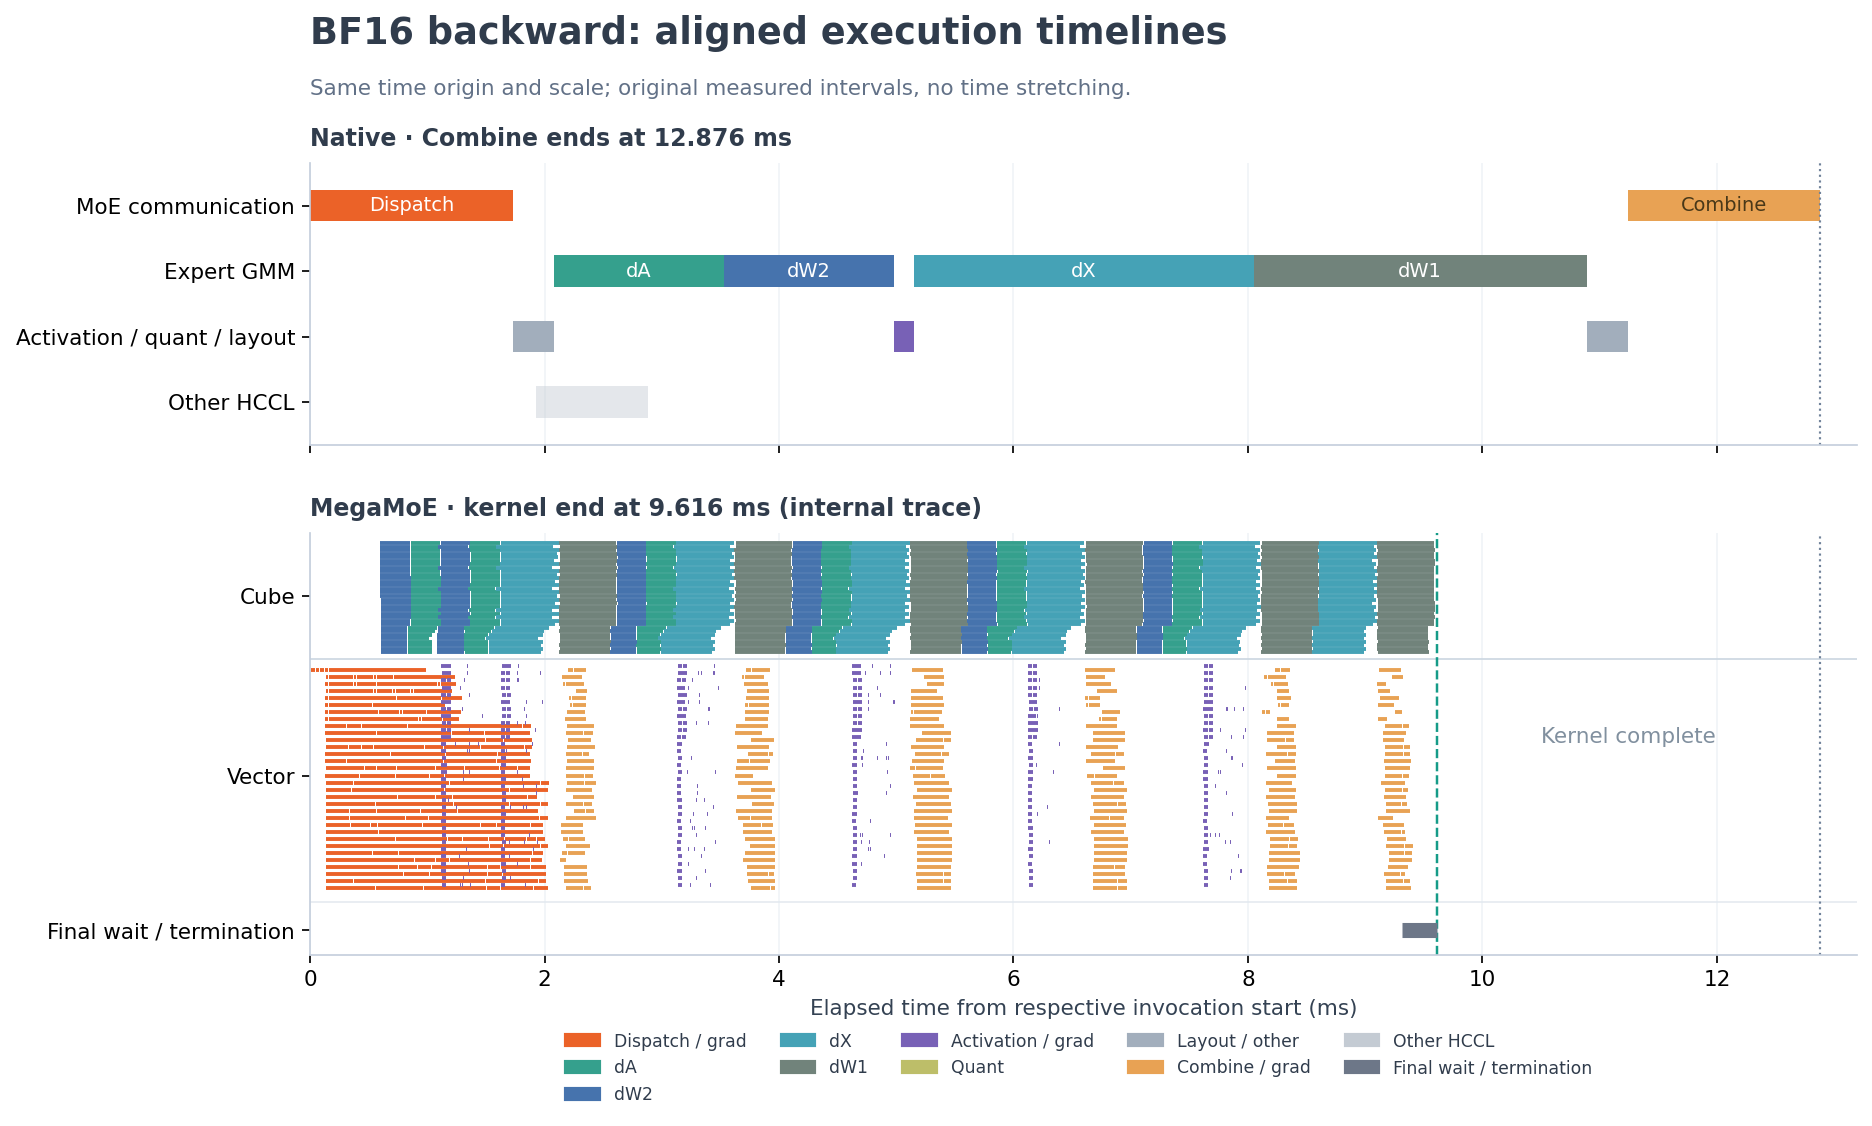 BF16 backward: aligned execution timelines
Same time origin and scale; original measured intervals, no time stretching.
Native · Combine ends at 12.876 ms
MoE communication
Dispatch
Combine
Expert GMM
dA
dW2
dX
dW1
Activation / quant / layout
Other HCCL
MegaMoE · kernel end at 9.616 ms (internal trace)
Cube
Kernel complete
Vector
Final wait / termination
0 2 4 6 8 10 12
Elapsed time from respective invocation start (ms)
Dispatch / grad
dA
dW2
dX
dW1
Activation / grad
Quant
Layout / other
Combine / grad
Other HCCL
Final wait / termination